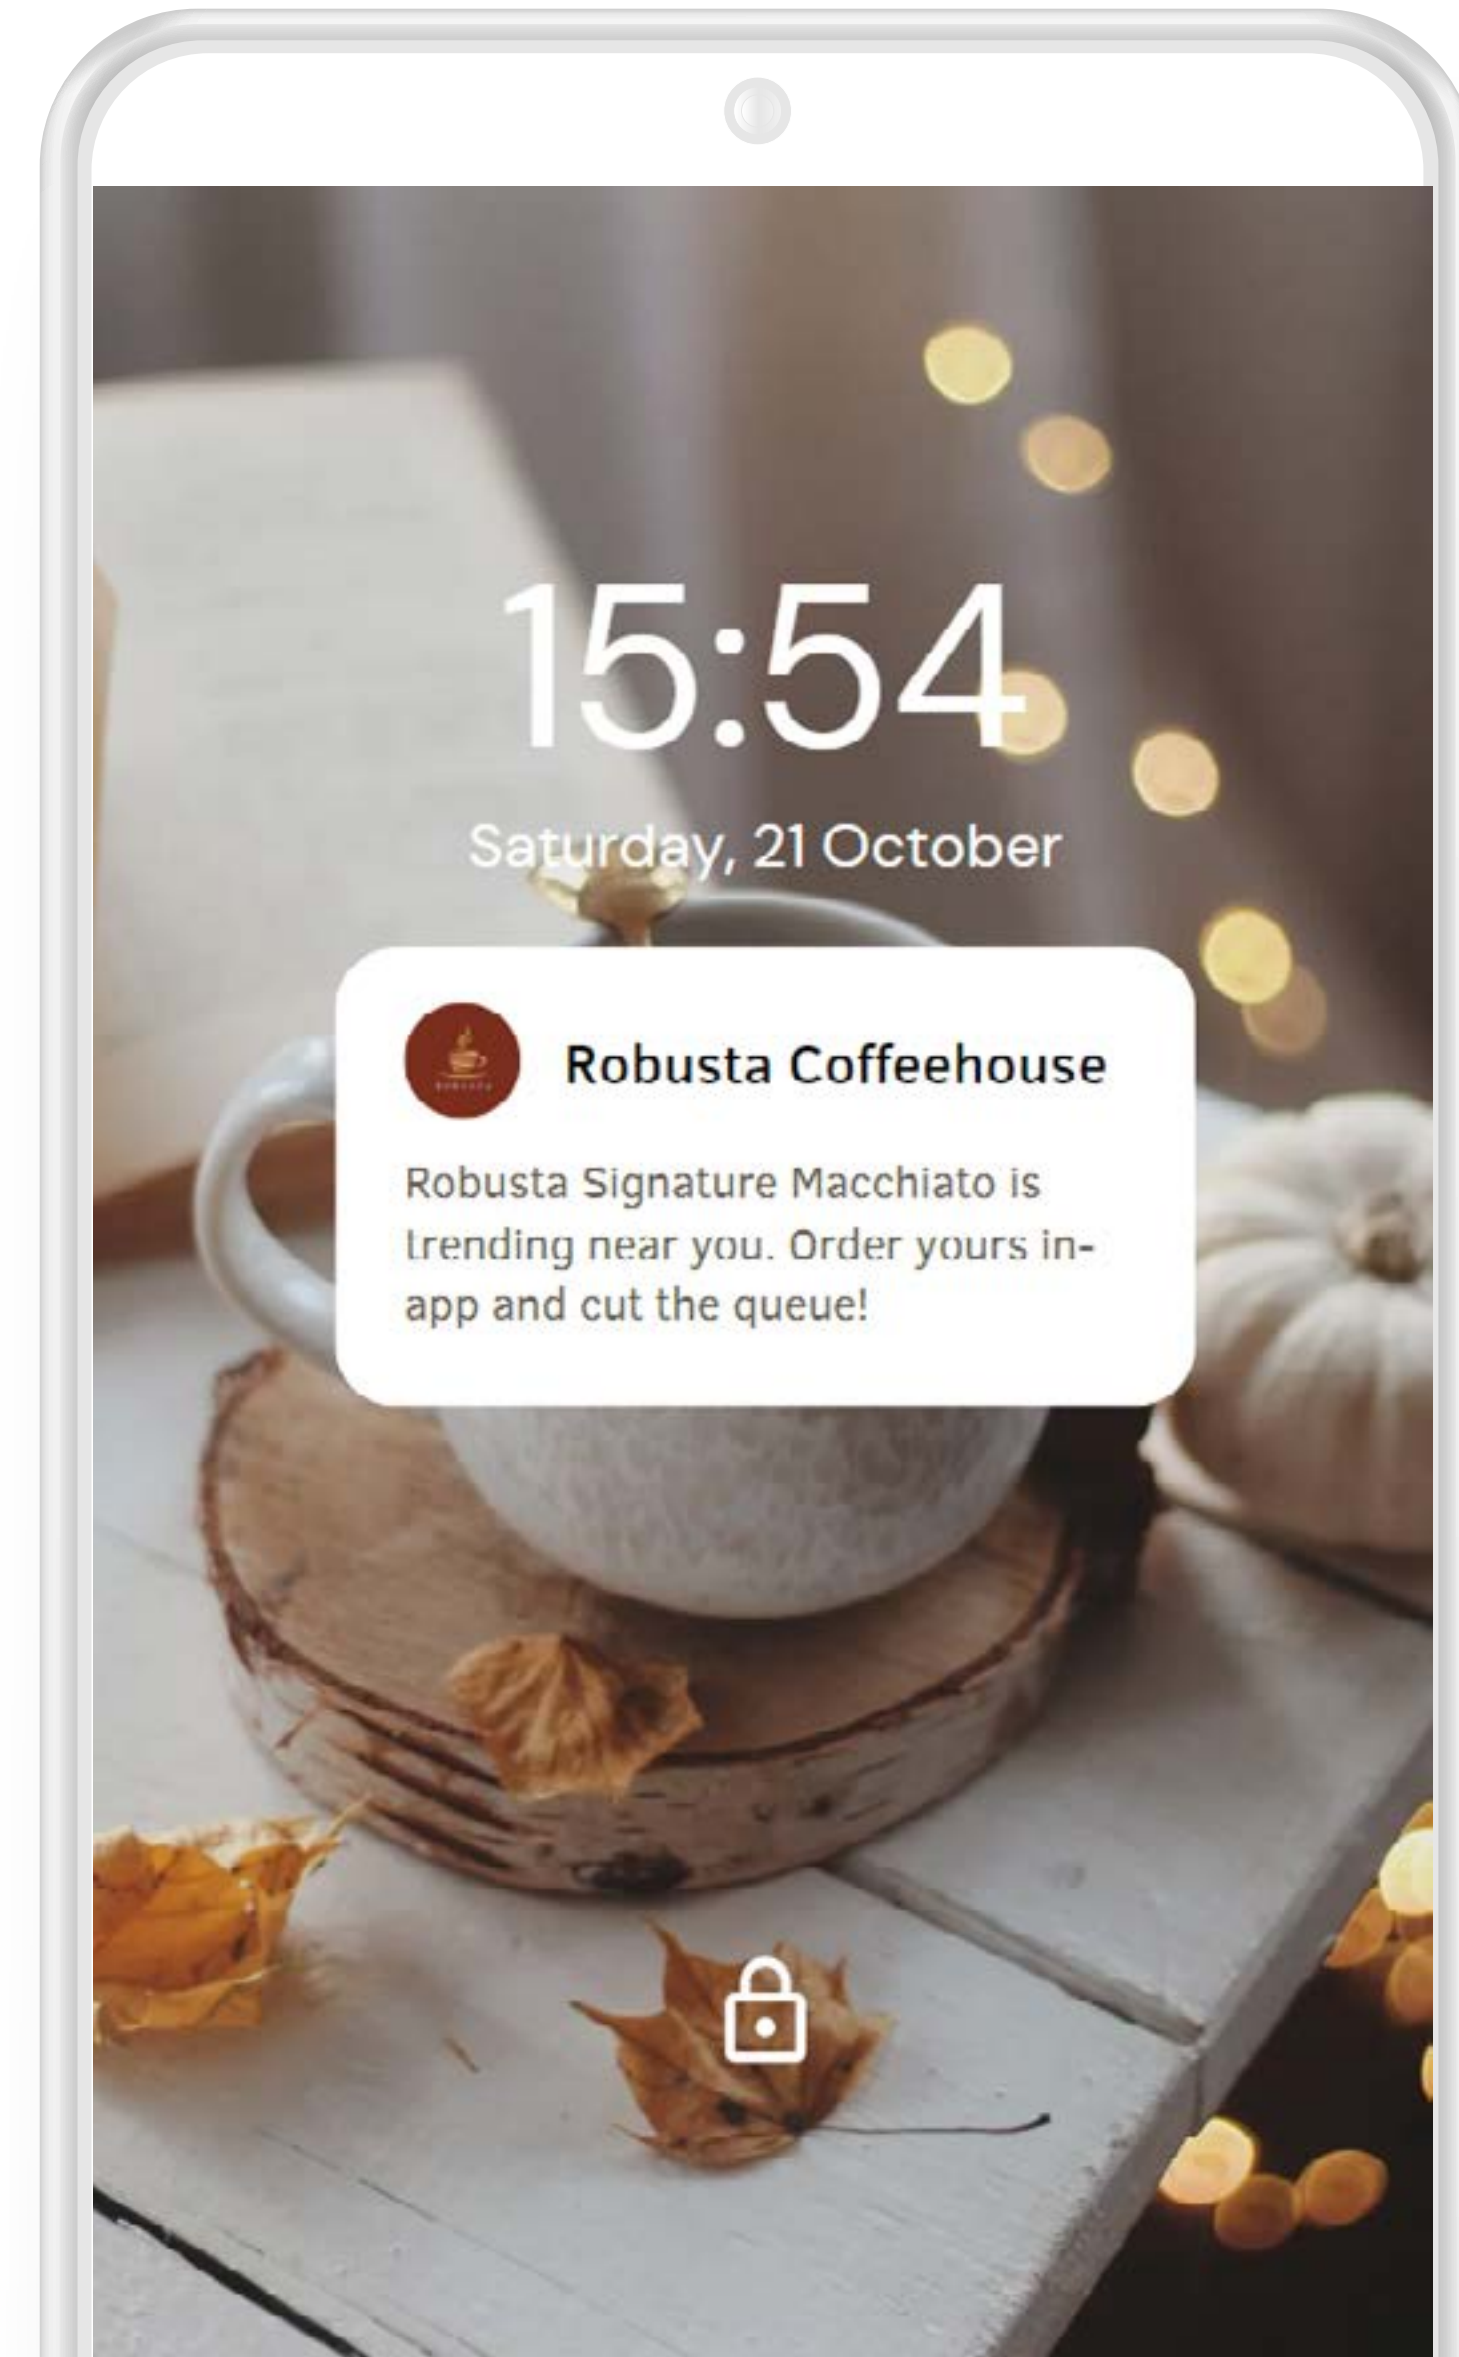 15:54
Saturday, 21 October
Robusta Coffeehouse
Robusta Signature Macchiato is
trending near you. Order yours in-
app and cut the queue!